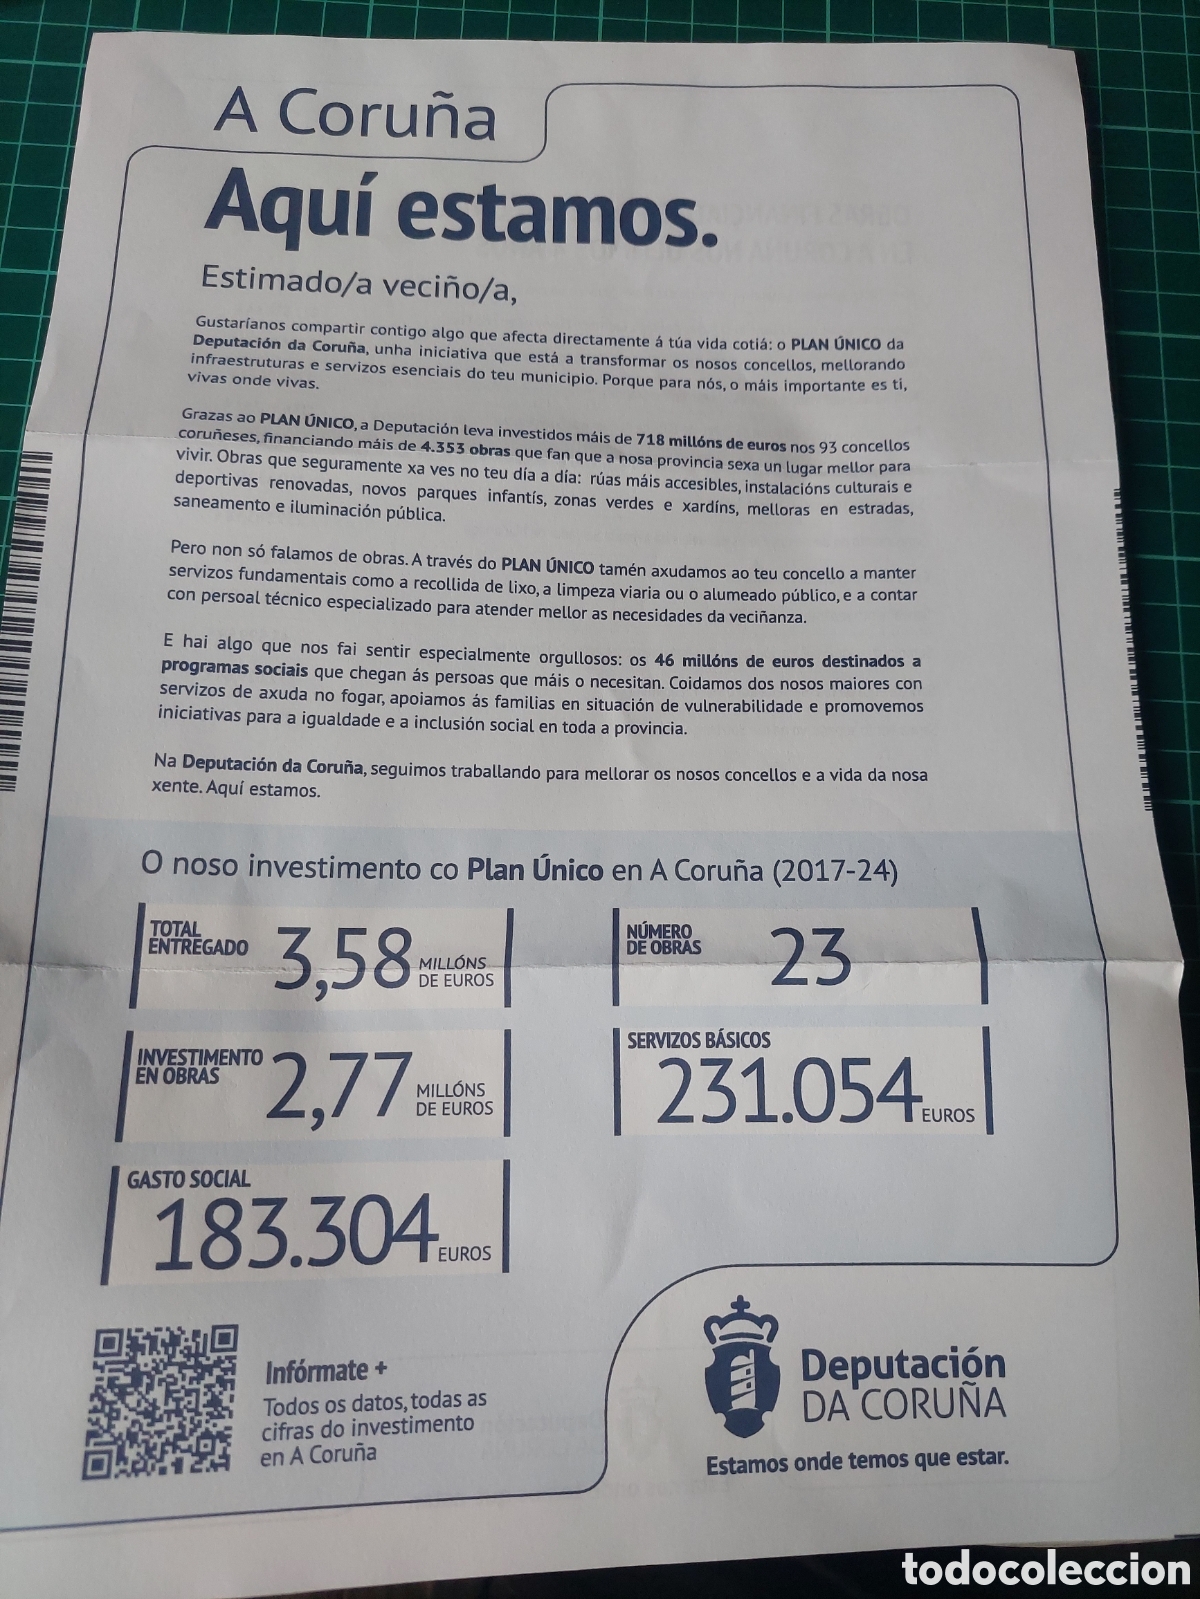 A Coruña
Aquí estamos.
Estimado/a veciño/a,
Gustaríanos compartir contigo algo que afecta directamente á túa vida cotiá: o PLAN ÚNICO da
Deputación da Coruña, unha iniciativa que está a transformar os nosos concellos, mellorando
infraestruturas e servizos esenciais do teu municipio. Porque para nós, o máis importante es ti,
vivas onde vivas.
Grazas ao PLAN ÚNICO, a Deputación leva investidos máis de 718 millóns de euros nos 93 concellos
coruñeses, financiando máis de 4.353 obras que fan que a nosa provincia sexa un lugar mellor para
vivir. Obras que seguramente xa ves no teu día a día: rúas máis accesibles, instalacións culturais e
deportivas renovadas, novos parques infantís, zonas verdes e xardíns, melloras en estradas,
saneamento e iluminación pública.
Pero non só falamos de obras. A través do PLAN ÚNICO tamén axudamos ao teu concello a manter
servizos fundamentais como a recollida de lixo, a limpeza viaria ou o alumeado público, e a contar
con persoal técnico especializado para atender mellor as necesidades da veciñanza.
E hai algo que nos fai sentir especialmente orgullosos: os 46 millóns de euros destinados a
programas sociais que chegan ás persoas que máis o necesitan. Coidamos dos nosos maiores con
servizos de axuda no fogar, apoiamos ás familias en situación de vulnerabilidade e promovemos
iniciativas para a igualdade e a inclusión social en toda a provincia.
Na Deputación da Coruña, seguimos traballando para mellorar os nosos concellos e a vida da nosa
xente. Aquí estamos.
O noso investimento co Plan Único en A Coruña (2017-24)
TOTAL
ENTREGADO
3,58
MILLÓNS
DE EUROS
NÚMERO
DE OBRAS
23
INVESTIMENTO
EN OBRAS
2,77
MILLÓNS
DE EUROS
SERVIZOS BÁSICOS
231.054
EUROS
GASTO SOCIAL
183.304
EUROS
Infórmate +
Todos os datos, todas as
cifras do investimento
en A Coruña
Deputación
DA CORUÑA
Estamos onde temos que estar.
todocoleccion